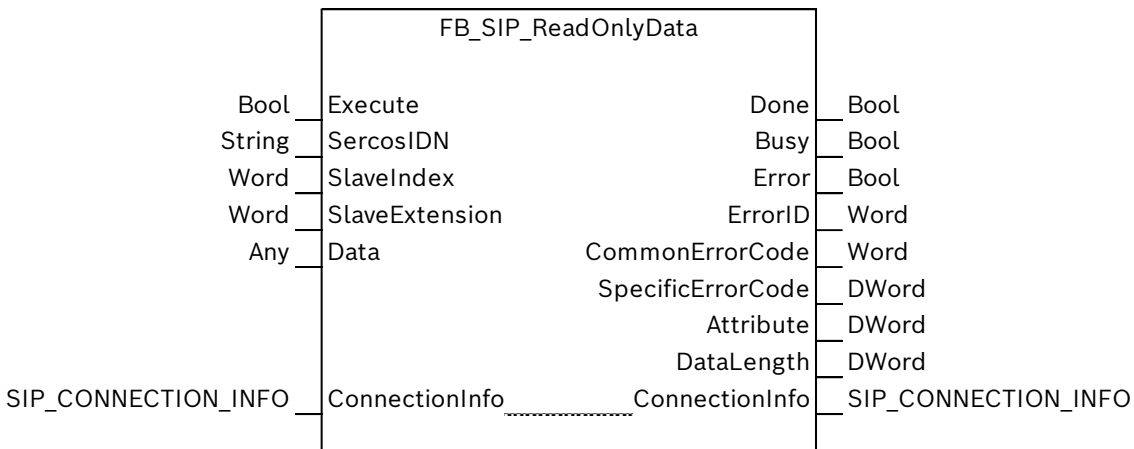 FB_SIP_ReadOnlyData
Bool Execute Done Bool
String SercosIDN Busy Bool
Word SlaveIndex Error Bool
Word SlaveExtension ErrorID Word
Any Data CommonErrorCode Word
SpecificErrorCode DWord
Attribute DWord
DataLength DWord
SIP_CONNECTION_INFO ConnectionInfo ConnectionInfo SIP_CONNECTION_INFO